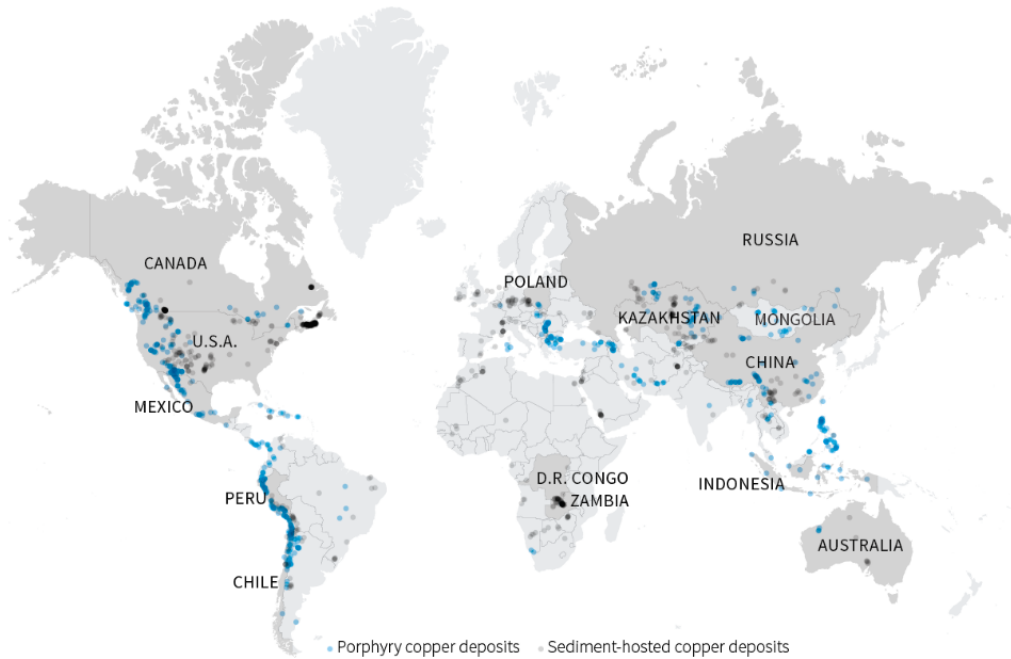 RUSSIA
CANADA
POLAND
KAZAKHSTAN
MONGOLIA
U.S.A.
CHINA
MEXICO
D.R. CONGO
INDONESIA
PERU
ZAMBIA
AUSTRALIA
CHILE
Porphyry copper deposits
Sediment-hosted copper deposits